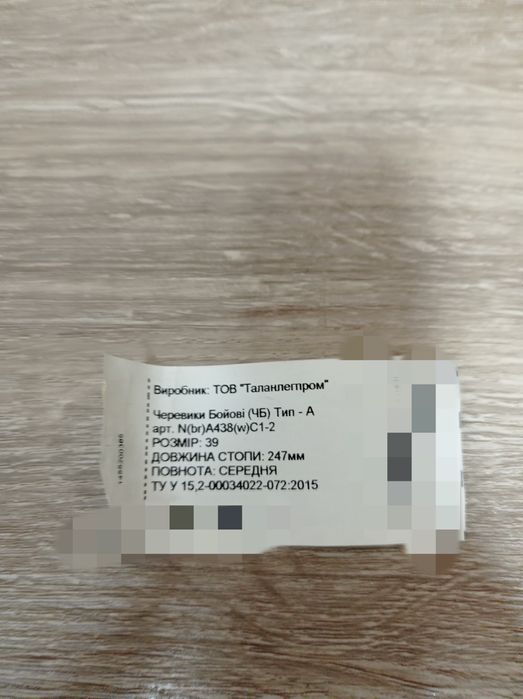 Виробник: ТОВ "Таланлегпром"
Черевики Бойові (ЧБ) Тип - А
арт. N(br)A438(w)C1-2
РОЗМІР: 39
ДОВЖИНА СТОПИ: 247мм
ПОВНОТА: СЕРЕДНЯ
ТУ У 15,2-00034022-072:2015